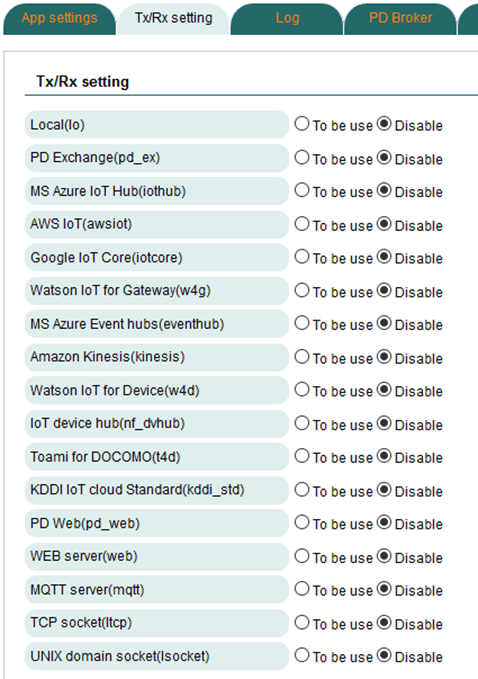 App settings Tx/Rx setting Log PD Broker
Tx/Rx setting
Local(lo) To be use Disable
PD Exchange(pd_ex) To be use Disable
MS Azure IoT Hub(iothub) To be use Disable
AWS IoT(awsiot) To be use Disable
Google IoT Core(iotcore) To be use Disable
Watson IoT for Gateway(w4g) To be use Disable
MS Azure Event hubs(eventhub) To be use Disable
Amazon Kinesis(kinesis) To be use Disable
Watson IoT for Device(w4d) To be use Disable
IoT device hub(nf_dvhub) To be use Disable
Toami for DOCOMO(t4d) To be use Disable
KDDI IoT cloud Standard(kddi_std) To be use Disable
PD Web(pd_web) To be use Disable
WEB server(web) To be use Disable
MQTT server(mqtt) To be use Disable
TCP socket(ltcp) To be use Disable
UNIX domain socket(lsocket) To be use Disable